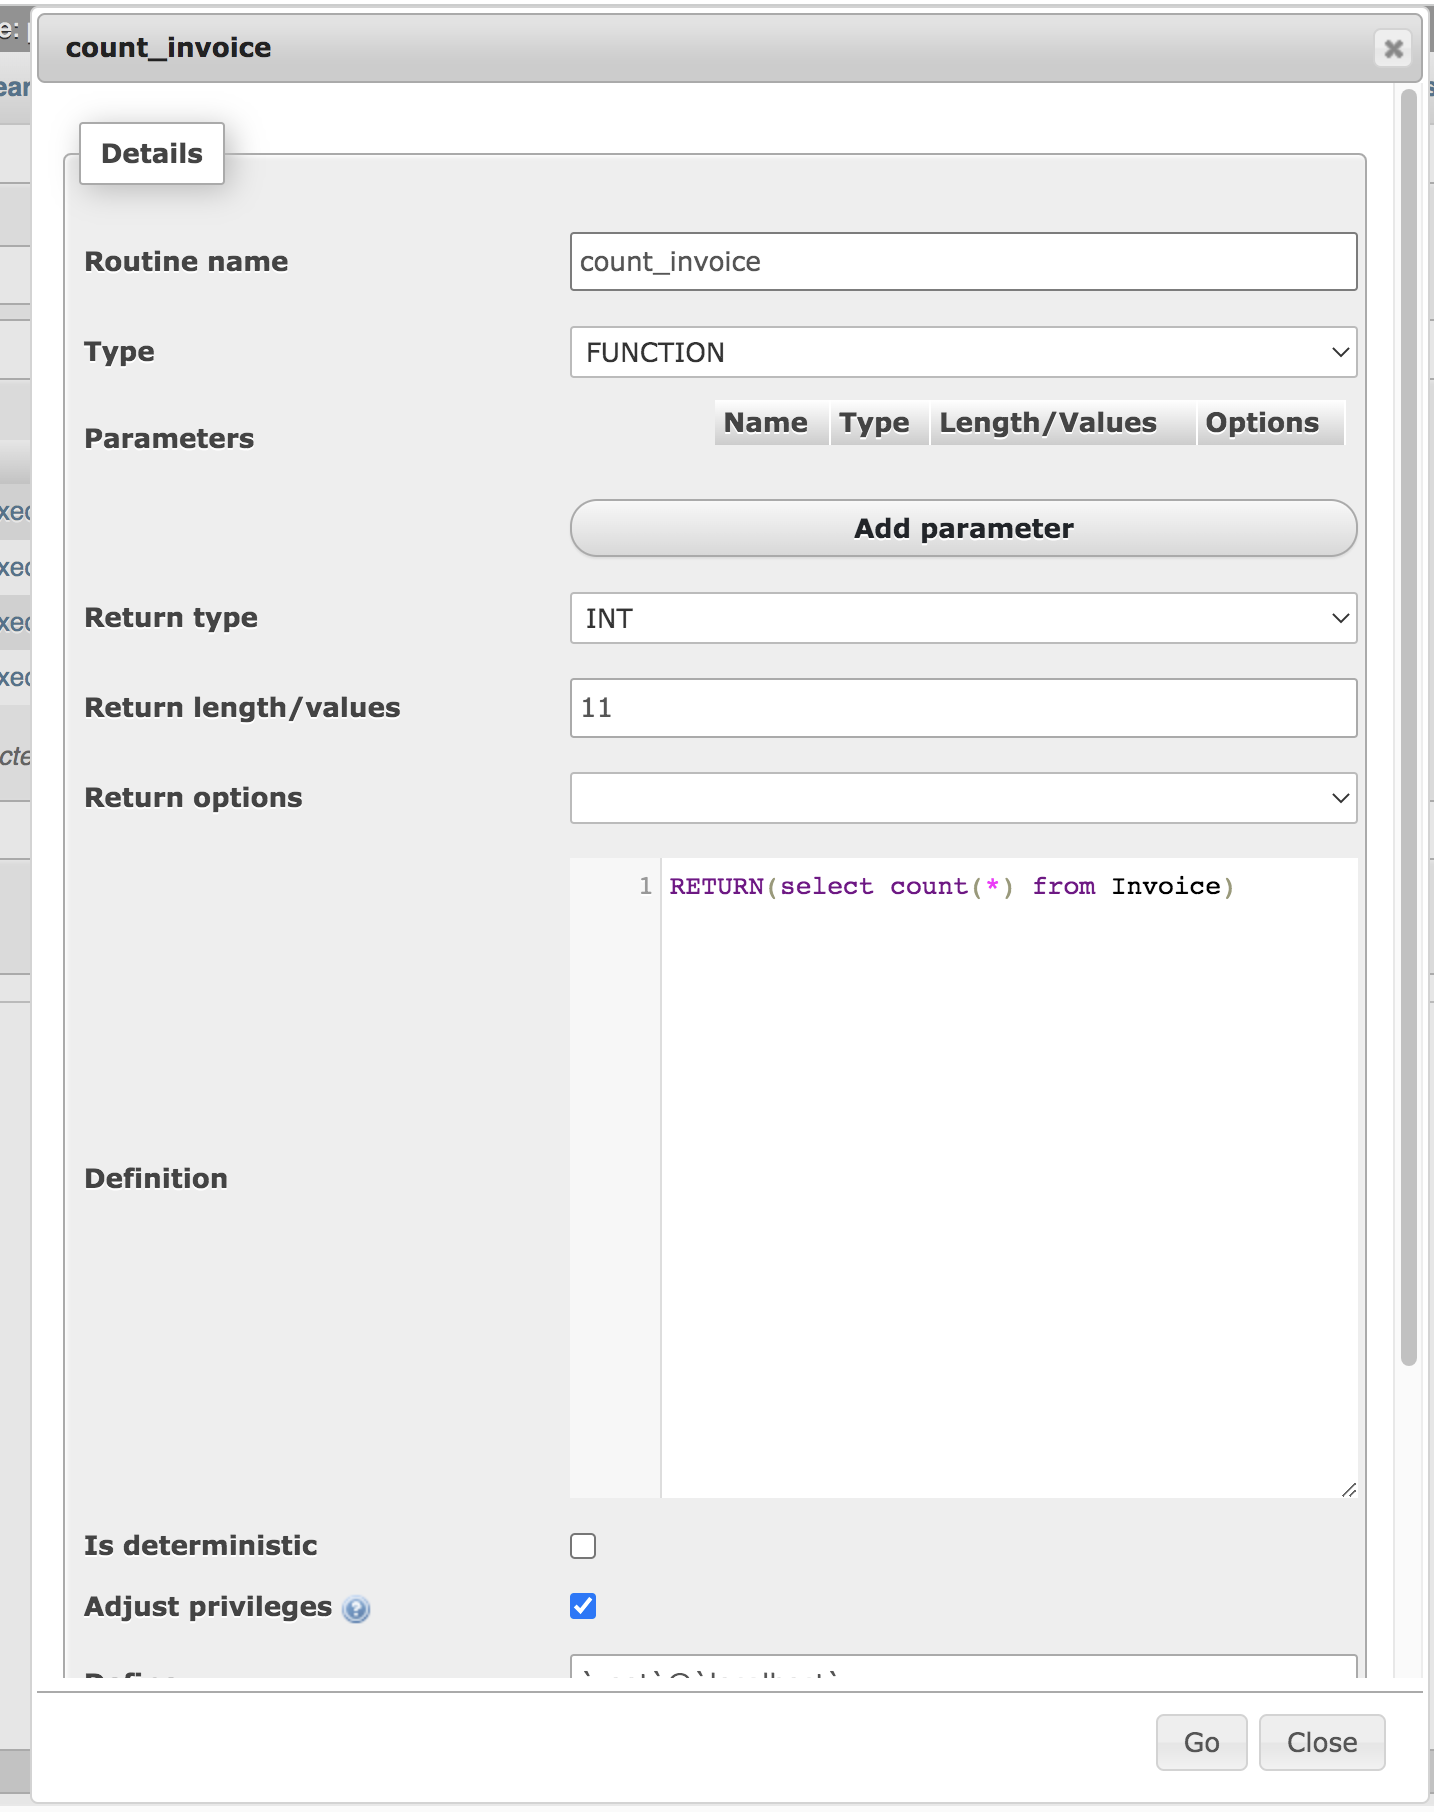 count_invoice
Details
Routine name
count_invoice
Type
FUNCTION
Parameters
Name Type Length/Values Options
Add parameter
Return type
INT
Return length/values
11
Return options
Definition
1 RETURN(select count(*) from Invoice)
Is deterministic
Adjust privileges
Go Close